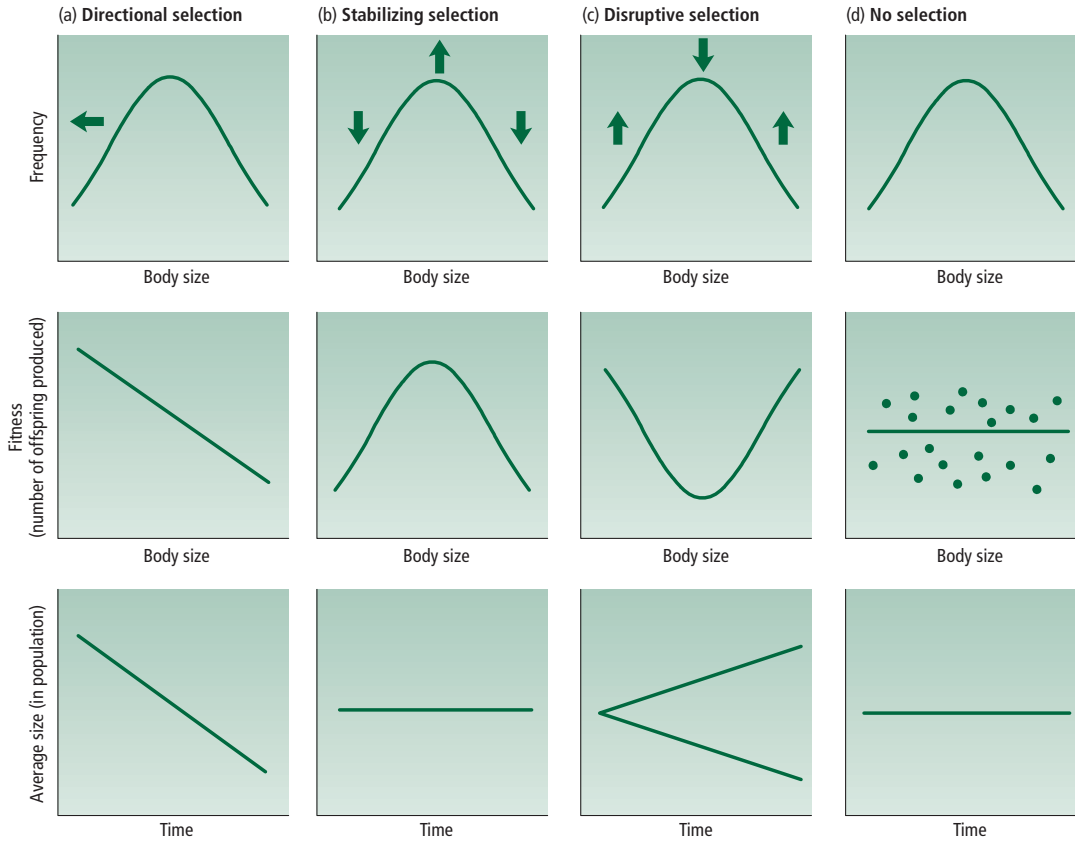 (a) Directional selection
(b) Stabilizing selection
(c) Disruptive selection
(d) No selection
Frequency
Body size
Body size
Body size
Body size
Fitness
(number of offspring produced)
Body size
Body size
Body size
Body size
Average size (in population)
Time
Time
Time
Time